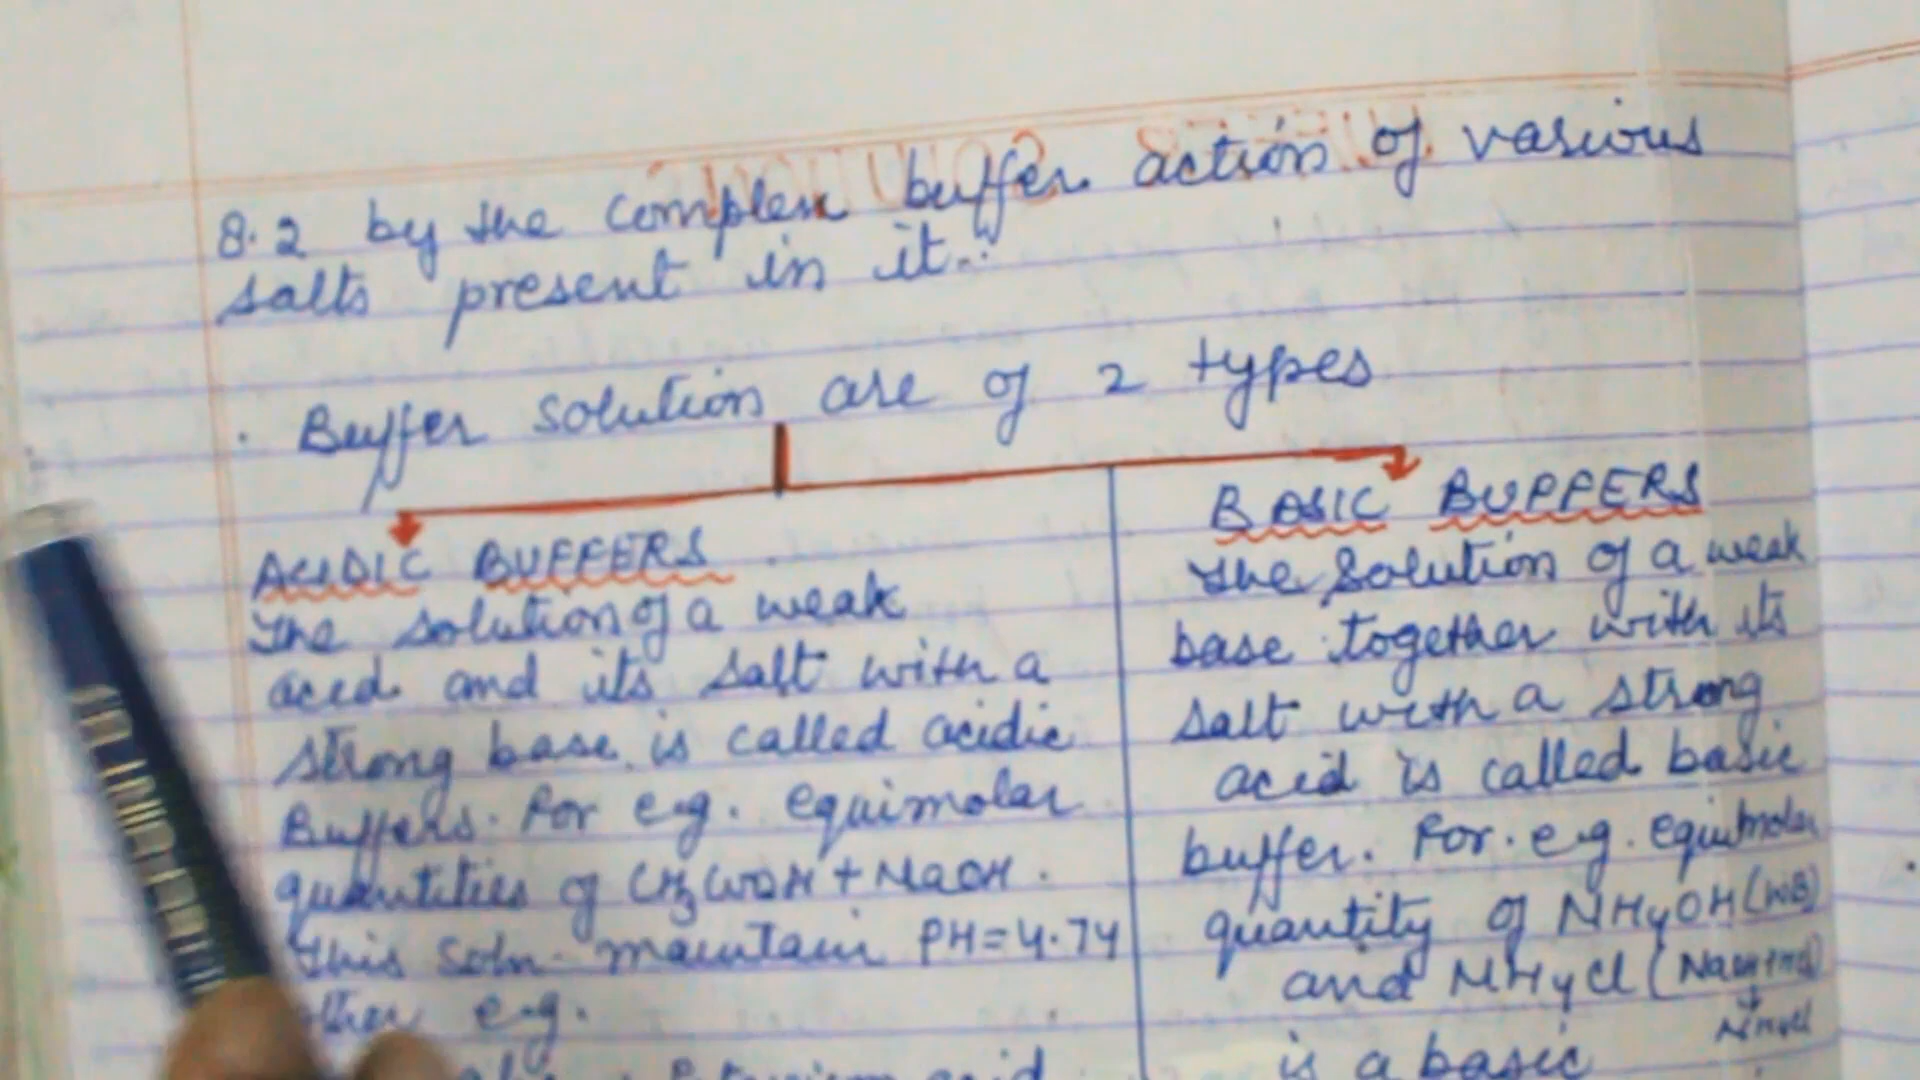 8.2 by the complex buffer action of various
salts present in it.
. Buffer solution are of 2 types
ACIDIC BUFFERS
The solution of a weak
acid and its salt with a
strong base is called acidic
Buffers. For e.g. equimolar
quantities of CH3COOH + NaOH.
This soln. maintain PH=4.74
other e.g.
acid
BASIC BUFFERS
The Solution of a weak
base together with its
salt with a strong
acid is called basic
buffer. For. e.g. equimolar
quantity of NH4OH (WB)
and NH4Cl (
is a basic